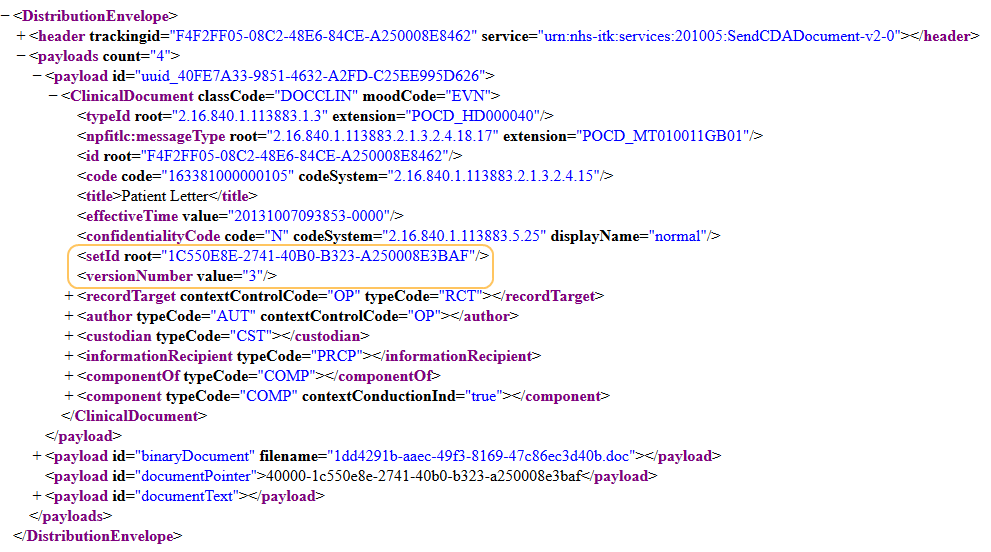 − <DistributionEnvelope>
+ <header trackingid="F4F2FF05-08C2-48E6-84CE-A250008E8462" service="urn:nhs-itk:services:201005:SendCDADocument-v2-0"></header>
− <payloads count="4">
− <payload id="uuid_40FE7A33-9851-4632-A2FD-C25EE995D626">
− <ClinicalDocument classCode="DOCCLIN" moodCode="EVN">
<typeId root="2.16.840.1.113883.1.3" extension="POCD_HD000040"/>
<npfitlc:messageType root="2.16.840.1.113883.2.1.3.2.4.18.17" extension="POCD_MT010011GB01"/>
<id root="F4F2FF05-08C2-48E6-84CE-A250008E8462"/>
<code code="163381000000105" codeSystem="2.16.840.1.113883.2.1.3.2.4.15"/>
<title>Patient Letter</title>
<effectiveTime value="20131007093853-0000"/>
<confidentialityCode code="N" codeSystem="2.16.840.1.113883.5.25" displayName="normal"/>
<setId root="1C550E8E-2741-40B0-B323-A250008E3BAF"/>
<versionNumber value="3"/>
+ <recordTarget contextControlCode="OP" typeCode="RCT"></recordTarget>
+ <author typeCode="AUT" contextControlCode="OP"></author>
+ <custodian typeCode="CST"></custodian>
+ <informationRecipient typeCode="PRCP"></informationRecipient>
+ <componentOf typeCode="COMP"></componentOf>
+ <component typeCode="COMP" contextConductionInd="true"></component>
</ClinicalDocument>
</payload>
+ <payload id="binaryDocument" filename="1dd4291b-aaec-49f3-8169-47c86ec3d40b.doc"></payload>
<payload id="documentPointer">40000-1c550e8e-2741-40b0-b323-a250008e3baf</payload>
+ <payload id="documentText"></payload>
</payloads>
</DistributionEnvelope>